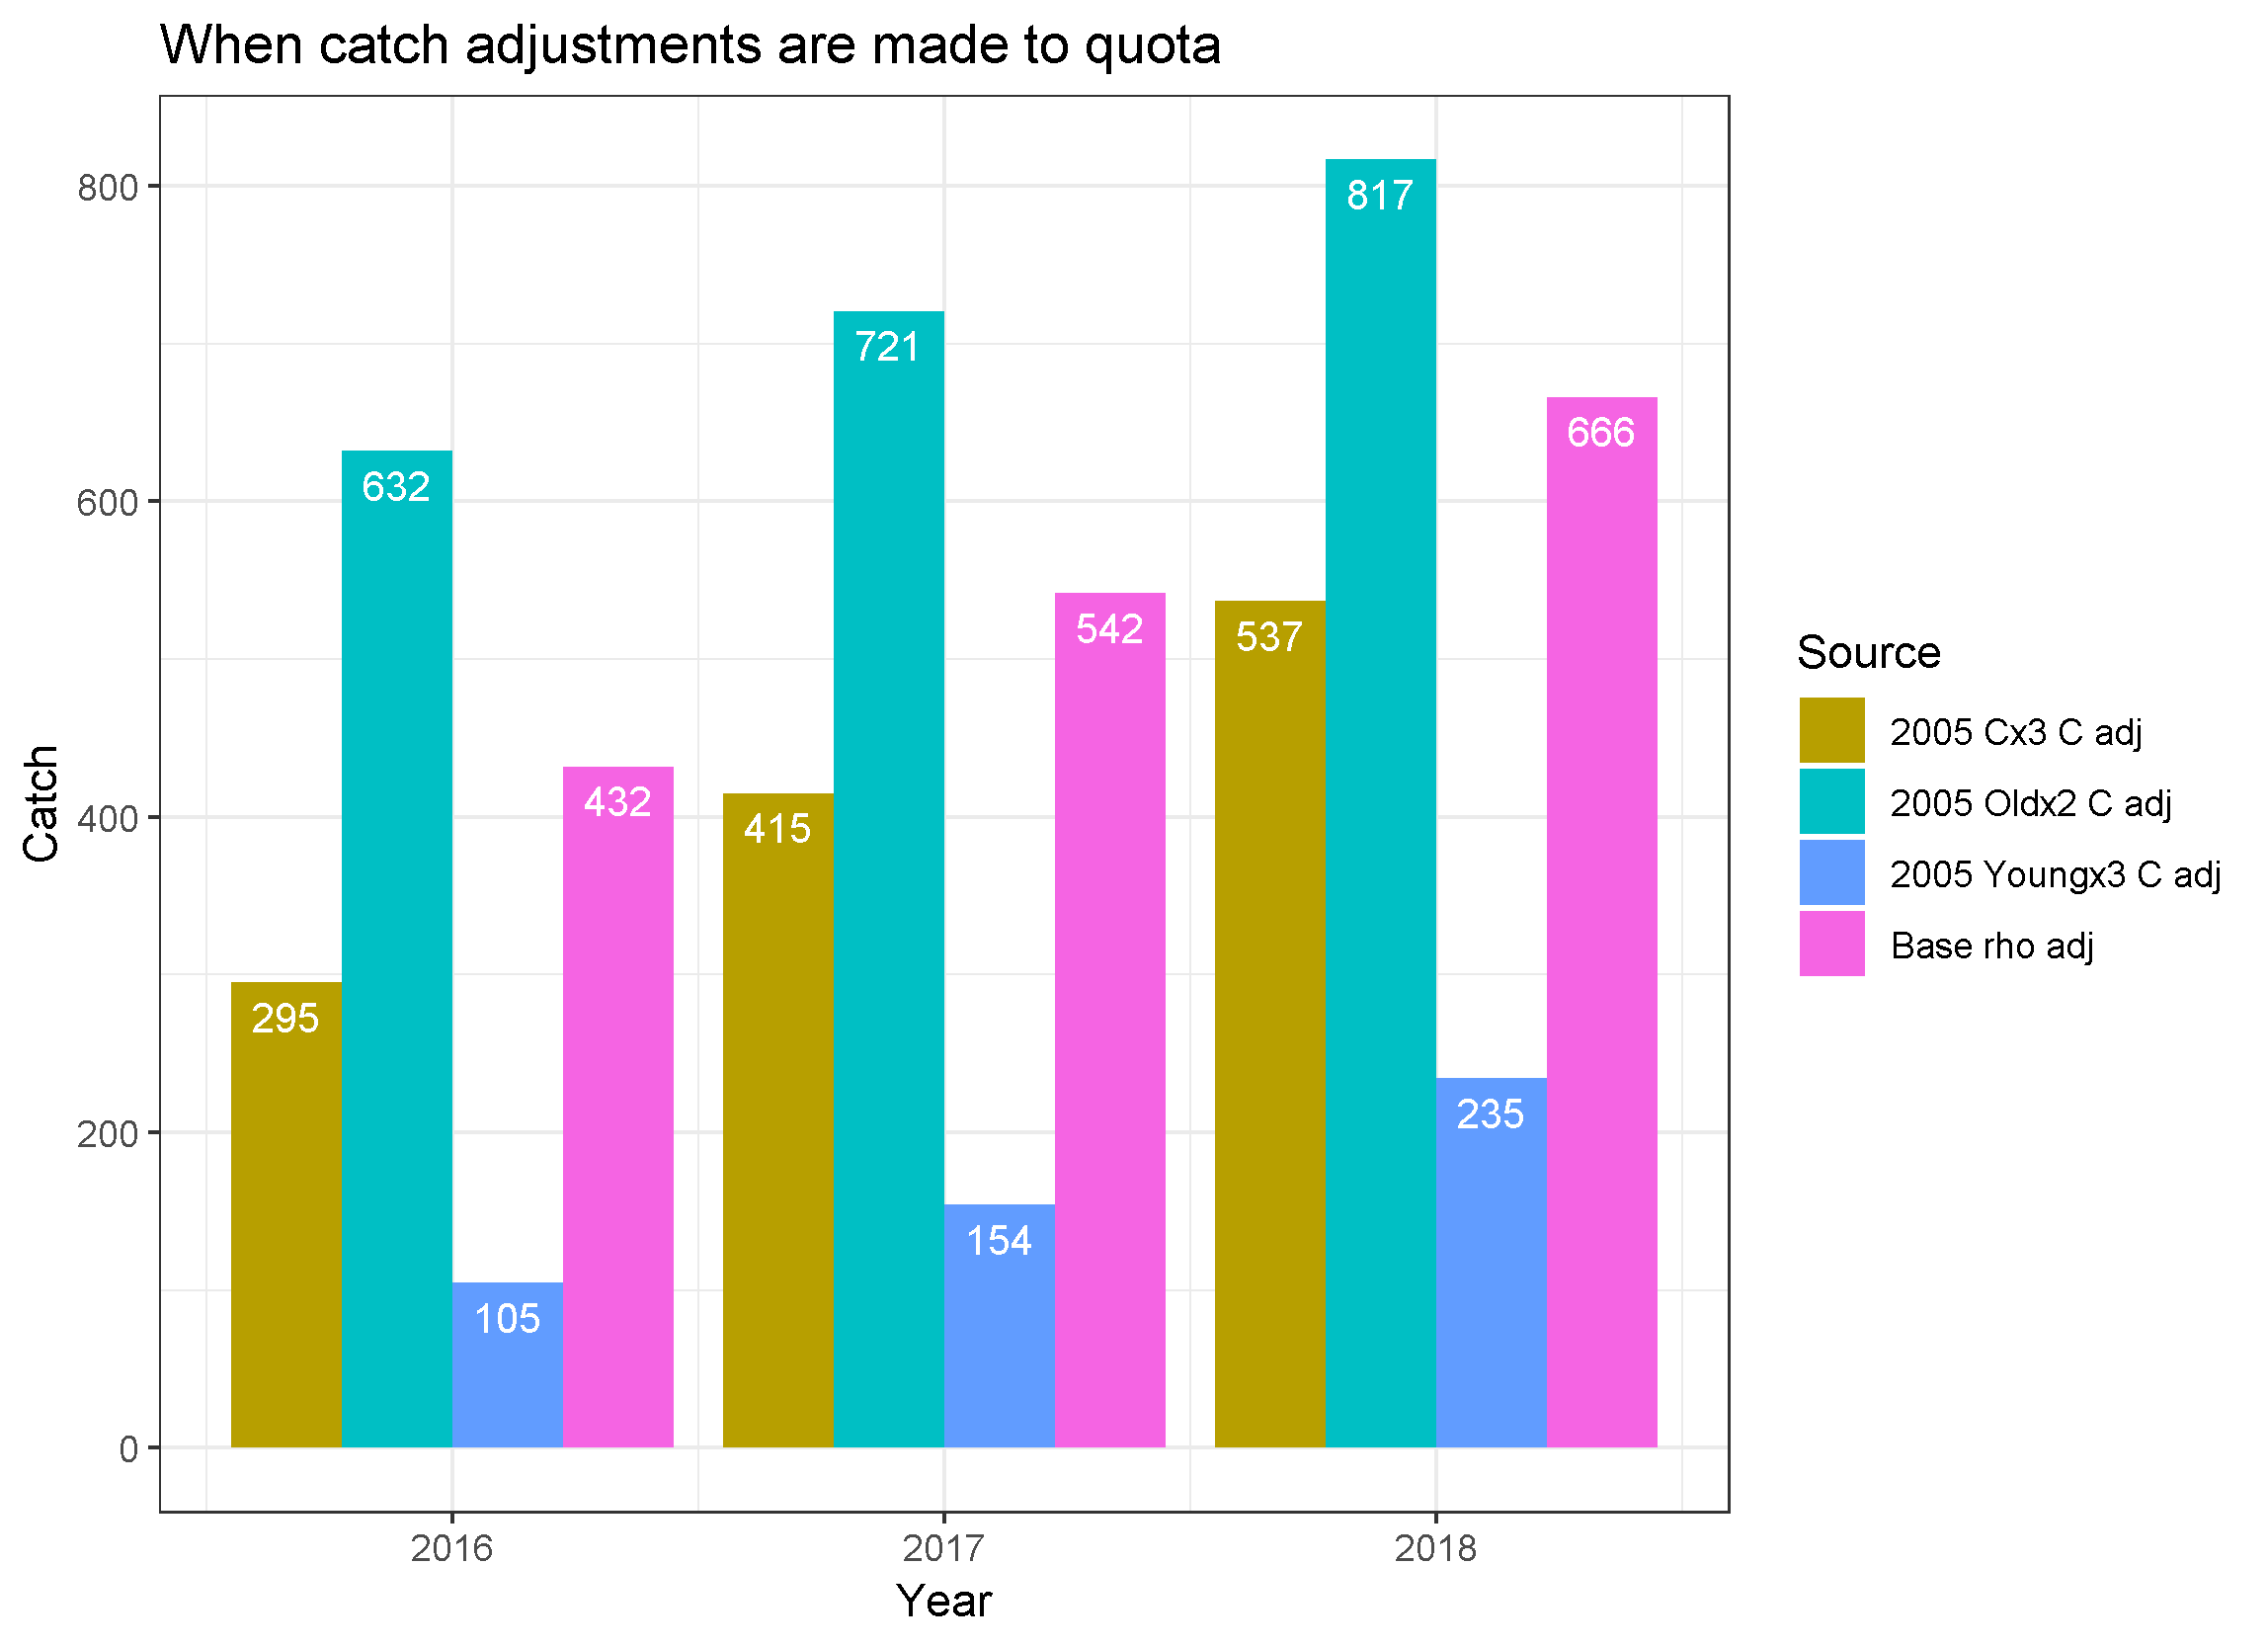 When catch adjustments are made to quota
Catch
800
600
400
200
0
295
632
105
432
415
721
154
542
537
817
235
666
2016
2017
2018
Year
Source
2005 Cx3 C adj
2005 Oldx2 C adj
2005 Youngx3 C adj
Base rho adj